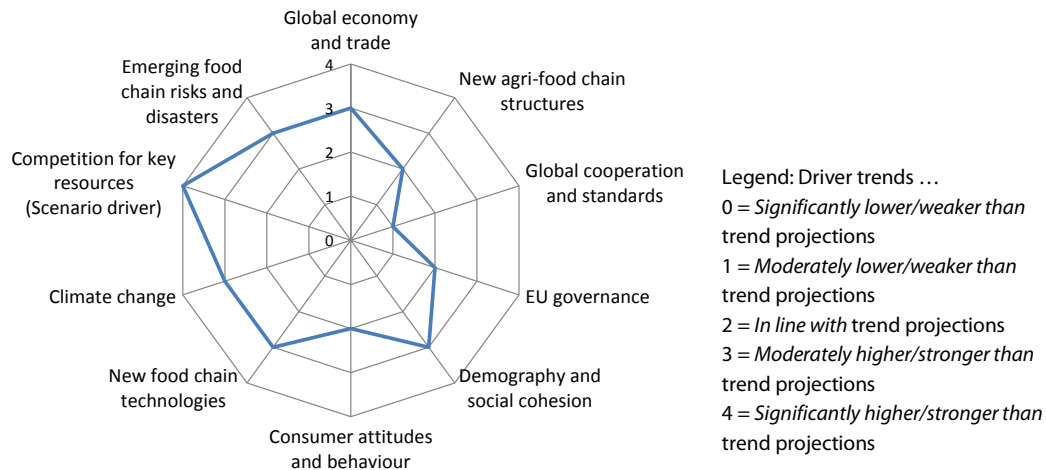 Global economy
and trade
New agri-food chain
structures
Global cooperation
and standards
EU governance
Demography and
social cohesion
Consumer attitudes
and behaviour
New food chain
technologies
Climate change
Competition for key
resources
(Scenario driver)
Emerging food
chain risks and
disasters
4
3
2
1
0
Legend: Driver trends …
0 = Significantly lower/weaker than
trend projections
1 = Moderately lower/weaker than
trend projections
2 = In line with trend projections
3 = Moderately higher/stronger than
trend projections
4 = Significantly higher/stronger than
trend projections